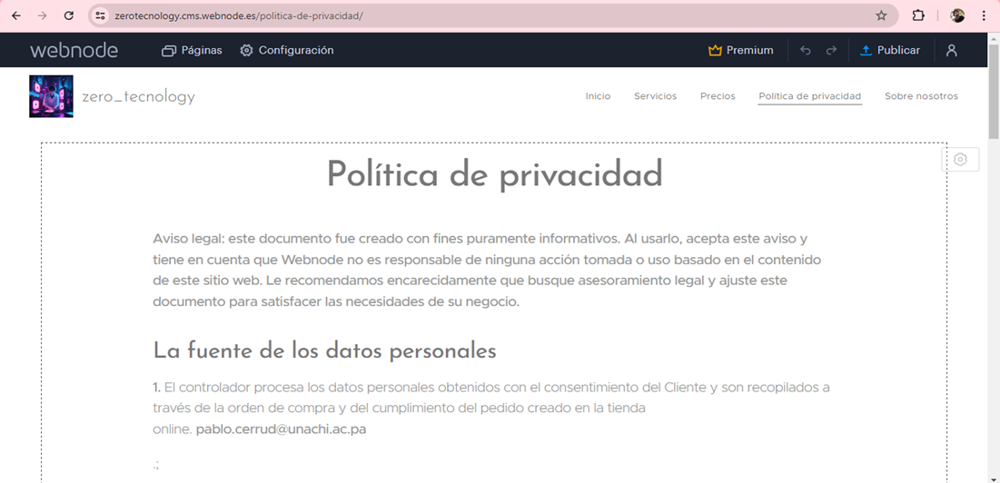 zerotecnology.cms.webnode.es/politica-de-privacidad/
webnode Páginas Configuración Premium Publicar
zero_tecnology Inicio Servicios Precios Política de privacidad Sobre nosotros
Política de privacidad
Aviso legal: este documento fue creado con fines puramente informativos. Al usarlo, acepta este aviso y
tiene en cuenta que Webnode no es responsable de ninguna acción tomada o uso basado en el contenido
de este sitio web. Le recomendamos encarecidamente que busque asesoramiento legal y ajuste este
documento para satisfacer las necesidades de su negocio.
La fuente de los datos personales
1. El controlador procesa los datos personales obtenidos con el consentimiento del Cliente y son recopilados a
través de la orden de compra y del cumplimiento del pedido creado en la tienda
online. pablo.cerrud@unachi.ac.pa
.;